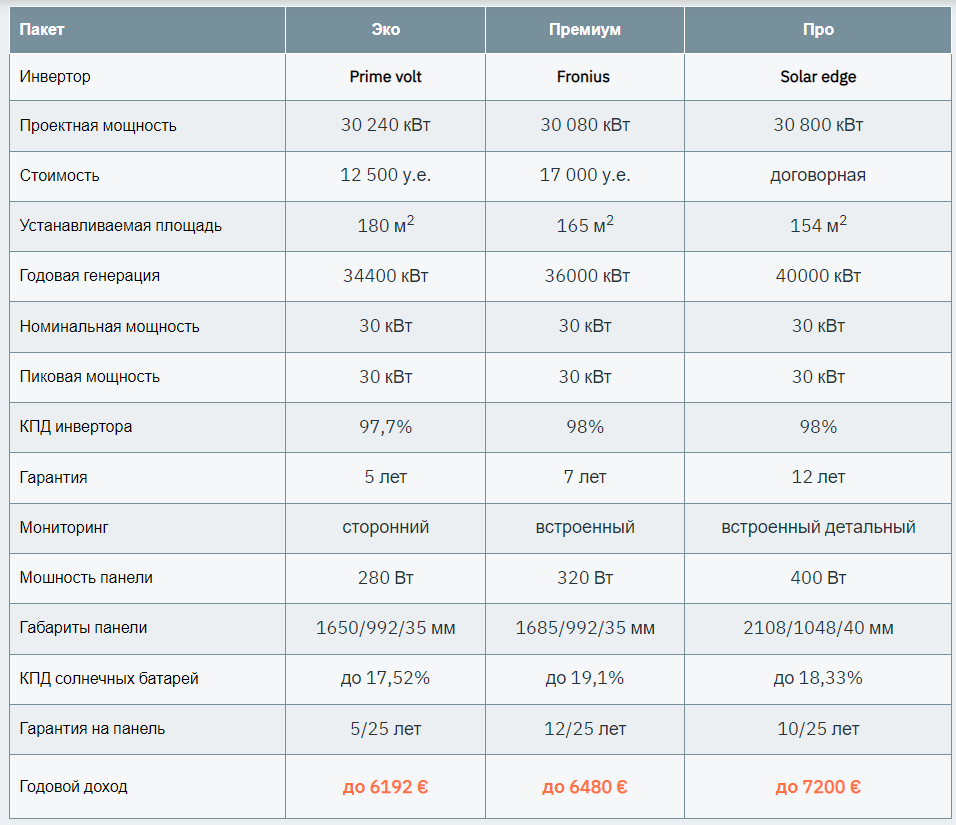 Пакет Эко Премиум Про
Инвертор Prime volt Fronius Solar edge
Проектная мощность 30 240 кВт 30 080 кВт 30 800 кВт
Стоимость 12 500 у.е. 17 000 у.е. договорная
Устанавливаемая площадь 180 м² 165 м² 154 м²
Годовая генерация 34400 кВт 36000 кВт 40000 кВт
Номинальная мощность 30 кВт 30 кВт 30 кВт
Пиковая мощность 30 кВт 30 кВт 30 кВт
КПД инвертора 97,7% 98% 98%
Гарантия 5 лет 7 лет 12 лет
Мониторинг сторонний встроенный встроенный детальный
Мошность панели 280 Вт 320 Вт 400 Вт
Габариты панели 1650/992/35 мм 1685/992/35 мм 2108/1048/40 мм
КПД солнечных батарей до 17,52% до 19,1% до 18,33%
Гарантия на панель 5/25 лет 12/25 лет 10/25 лет
Годовой доход до 6192 € до 6480 € до 7200 €